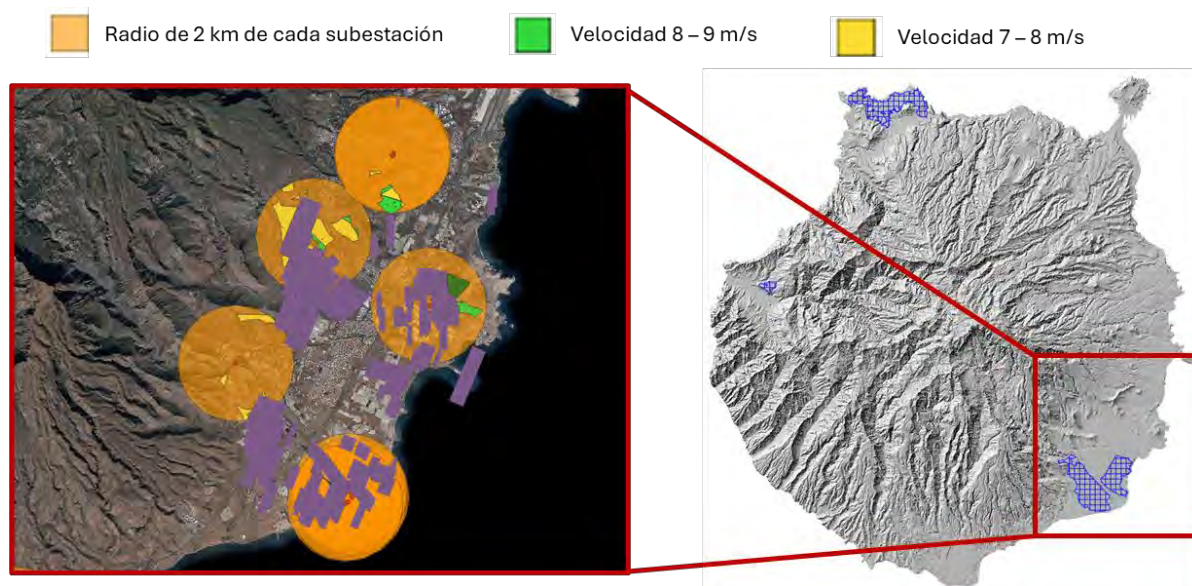 Radio de 2 km de cada subestación
Velocidad 8 – 9 m/s
Velocidad 7 – 8 m/s